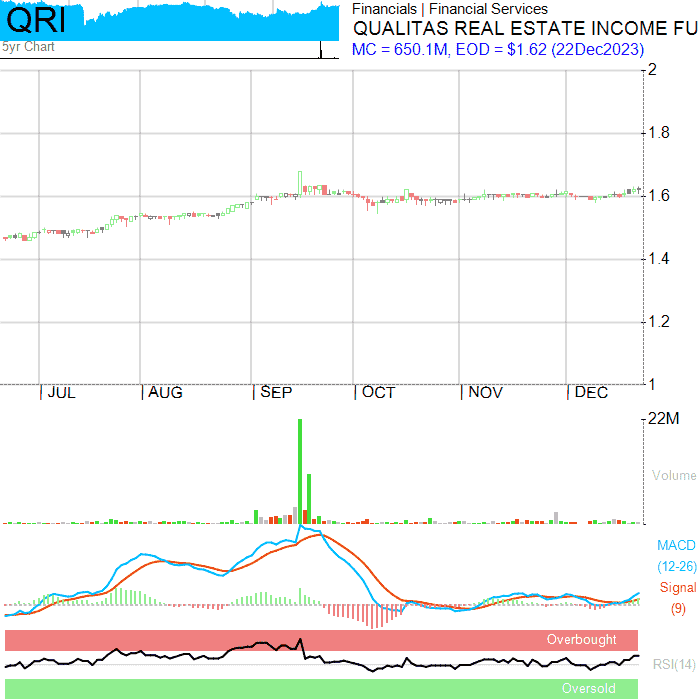 QRI
5yr Chart
Financials | Financial Services
QUALITAS REAL ESTATE INCOME FU
MC = 650.1M, EOD = $1.62 (22Dec2023)
2
1.8
1.6
1.4
1.2
1
JUL AUG SEP OCT NOV DEC
22M
Volume
MACD
(12-26)
Signal
(9)
Overbought
RSI(14)
Oversold